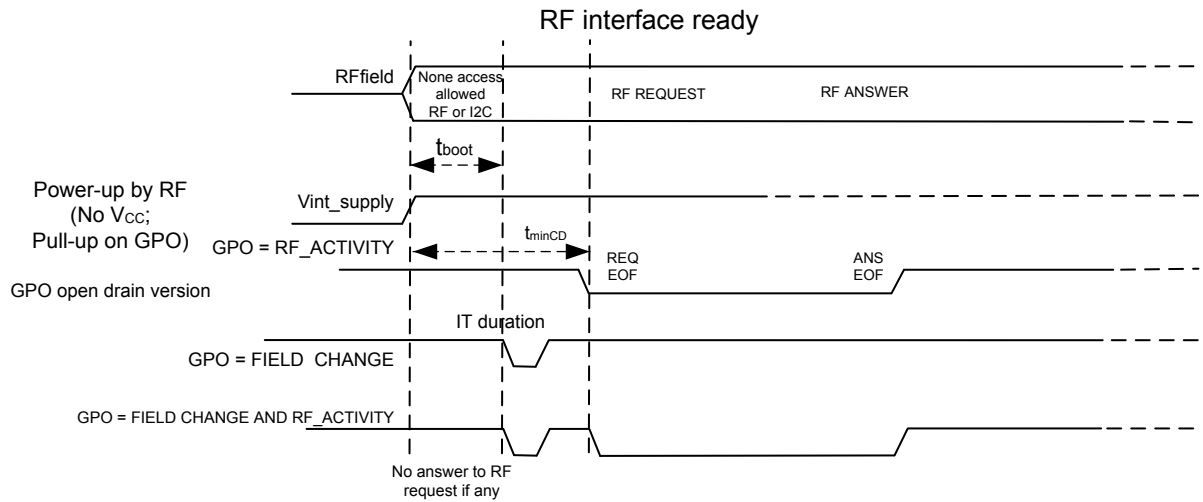 RF interface ready
RFfield
None access
allowed
RF or I2C
RF REQUEST
RF ANSWER
tboot
Power-up by RF
(No VCC;
Pull-up on GPO)
Vint_supply
GPO = RF_ACTIVITY
tminCD
REQ
EOF
ANS
EOF
GPO open drain version
IT duration
GPO = FIELD CHANGE
GPO = FIELD CHANGE AND RF_ACTIVITY
No answer to RF
request if any